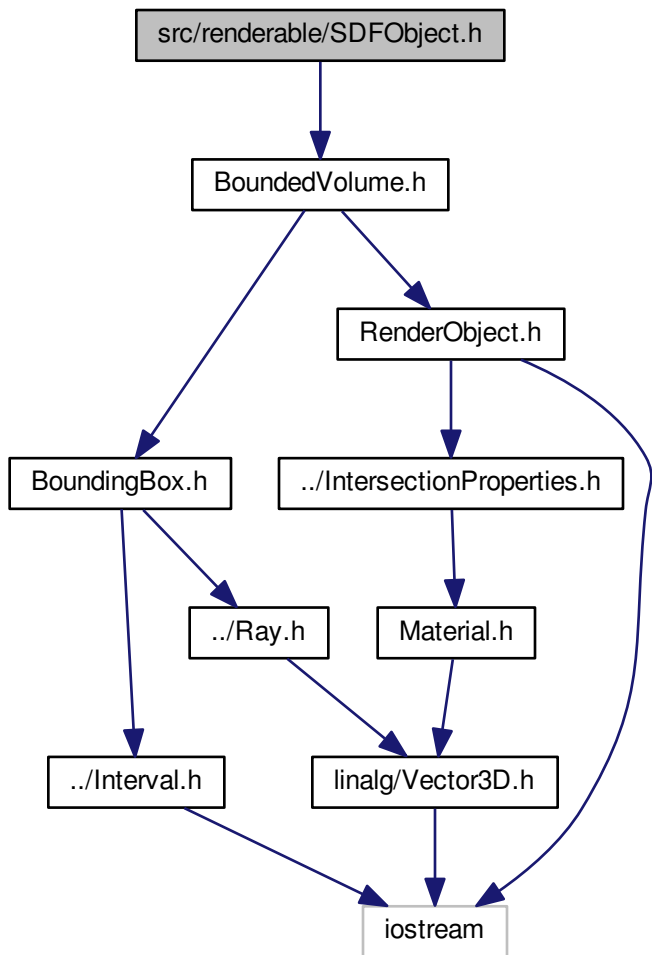 src/renderable/SDFObject.h
BoundedVolume.h
RenderObject.h
BoundingBox.h
../IntersectionProperties.h
../Ray.h
Material.h
../Interval.h
linalg/Vector3D.h
iostream